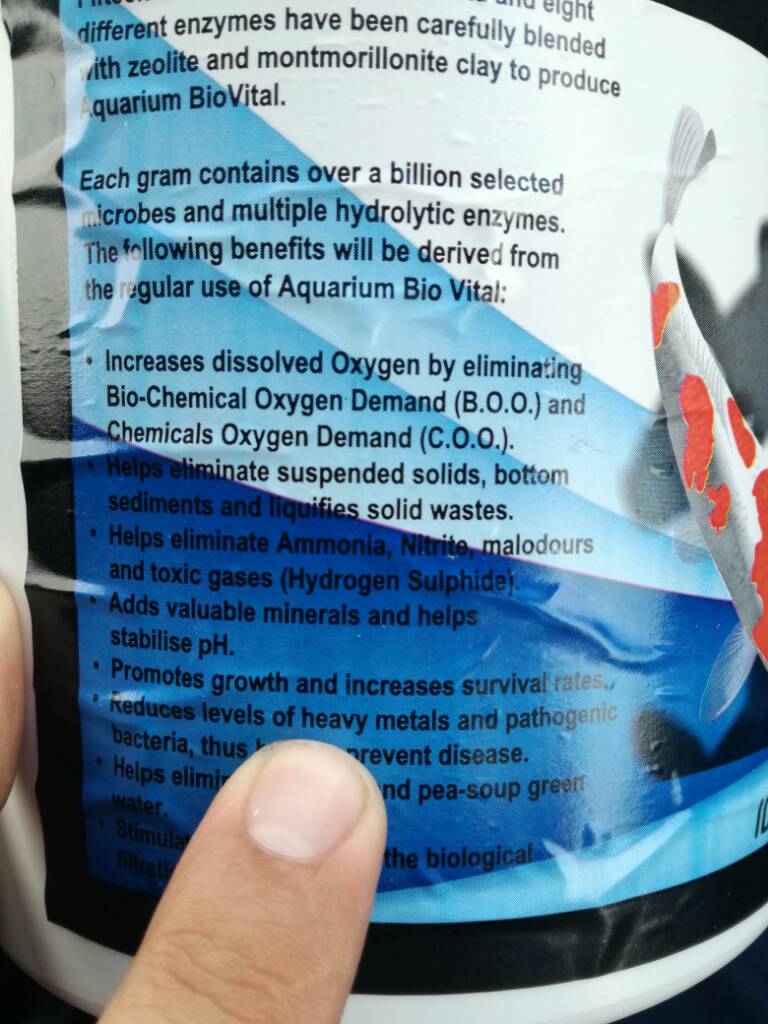 and eight
different enzymes have been carefully blended
with zeolite and montmorillonite clay to produce
Aquarium BioVital.
Each gram contains over a billion selected
microbes and multiple hydrolytic enzymes.
The following benefits will be derived from
the regular use of Aquarium Bio Vital:
• Increases dissolved Oxygen by eliminating
Bio-Chemical Oxygen Demand (B.O.O.) and
Chemicals Oxygen Demand (C.O.O.).
• Helps eliminate suspended solids, bottom
sediments and liquifies solid wastes.
• Helps eliminate Ammonia, Nitrite, malodours
and toxic gases (Hydrogen Sulphide).
• Adds valuable minerals and helps
stabilise pH.
• Promotes growth and increases survival rates.
• Reduces levels of heavy metals and pathogenic
bacteria, thus prevent disease.
• Helps and pea-soup green
water.
• the biological